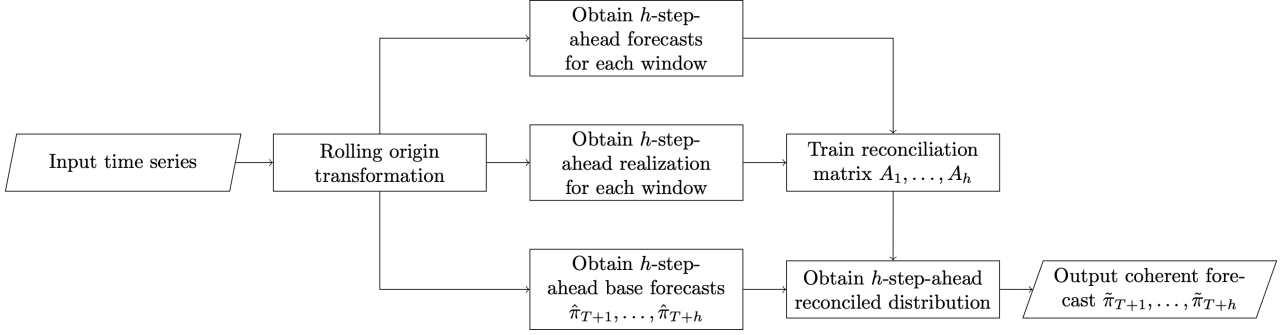 Input time series
Rolling origin
transformation
Obtain h-step-
ahead forecasts
for each window
Obtain h-step-
ahead realization
for each window
Obtain h-step-
ahead base forecasts
π̂_{T+1}, . . . , π̂_{T+h}
Train reconciliation
matrix A_1, . . . , A_h
Obtain h-step-ahead
reconciled distribution
Output coherent fore-
cast π̃_{T+1}, . . . , π̃_{T+h}